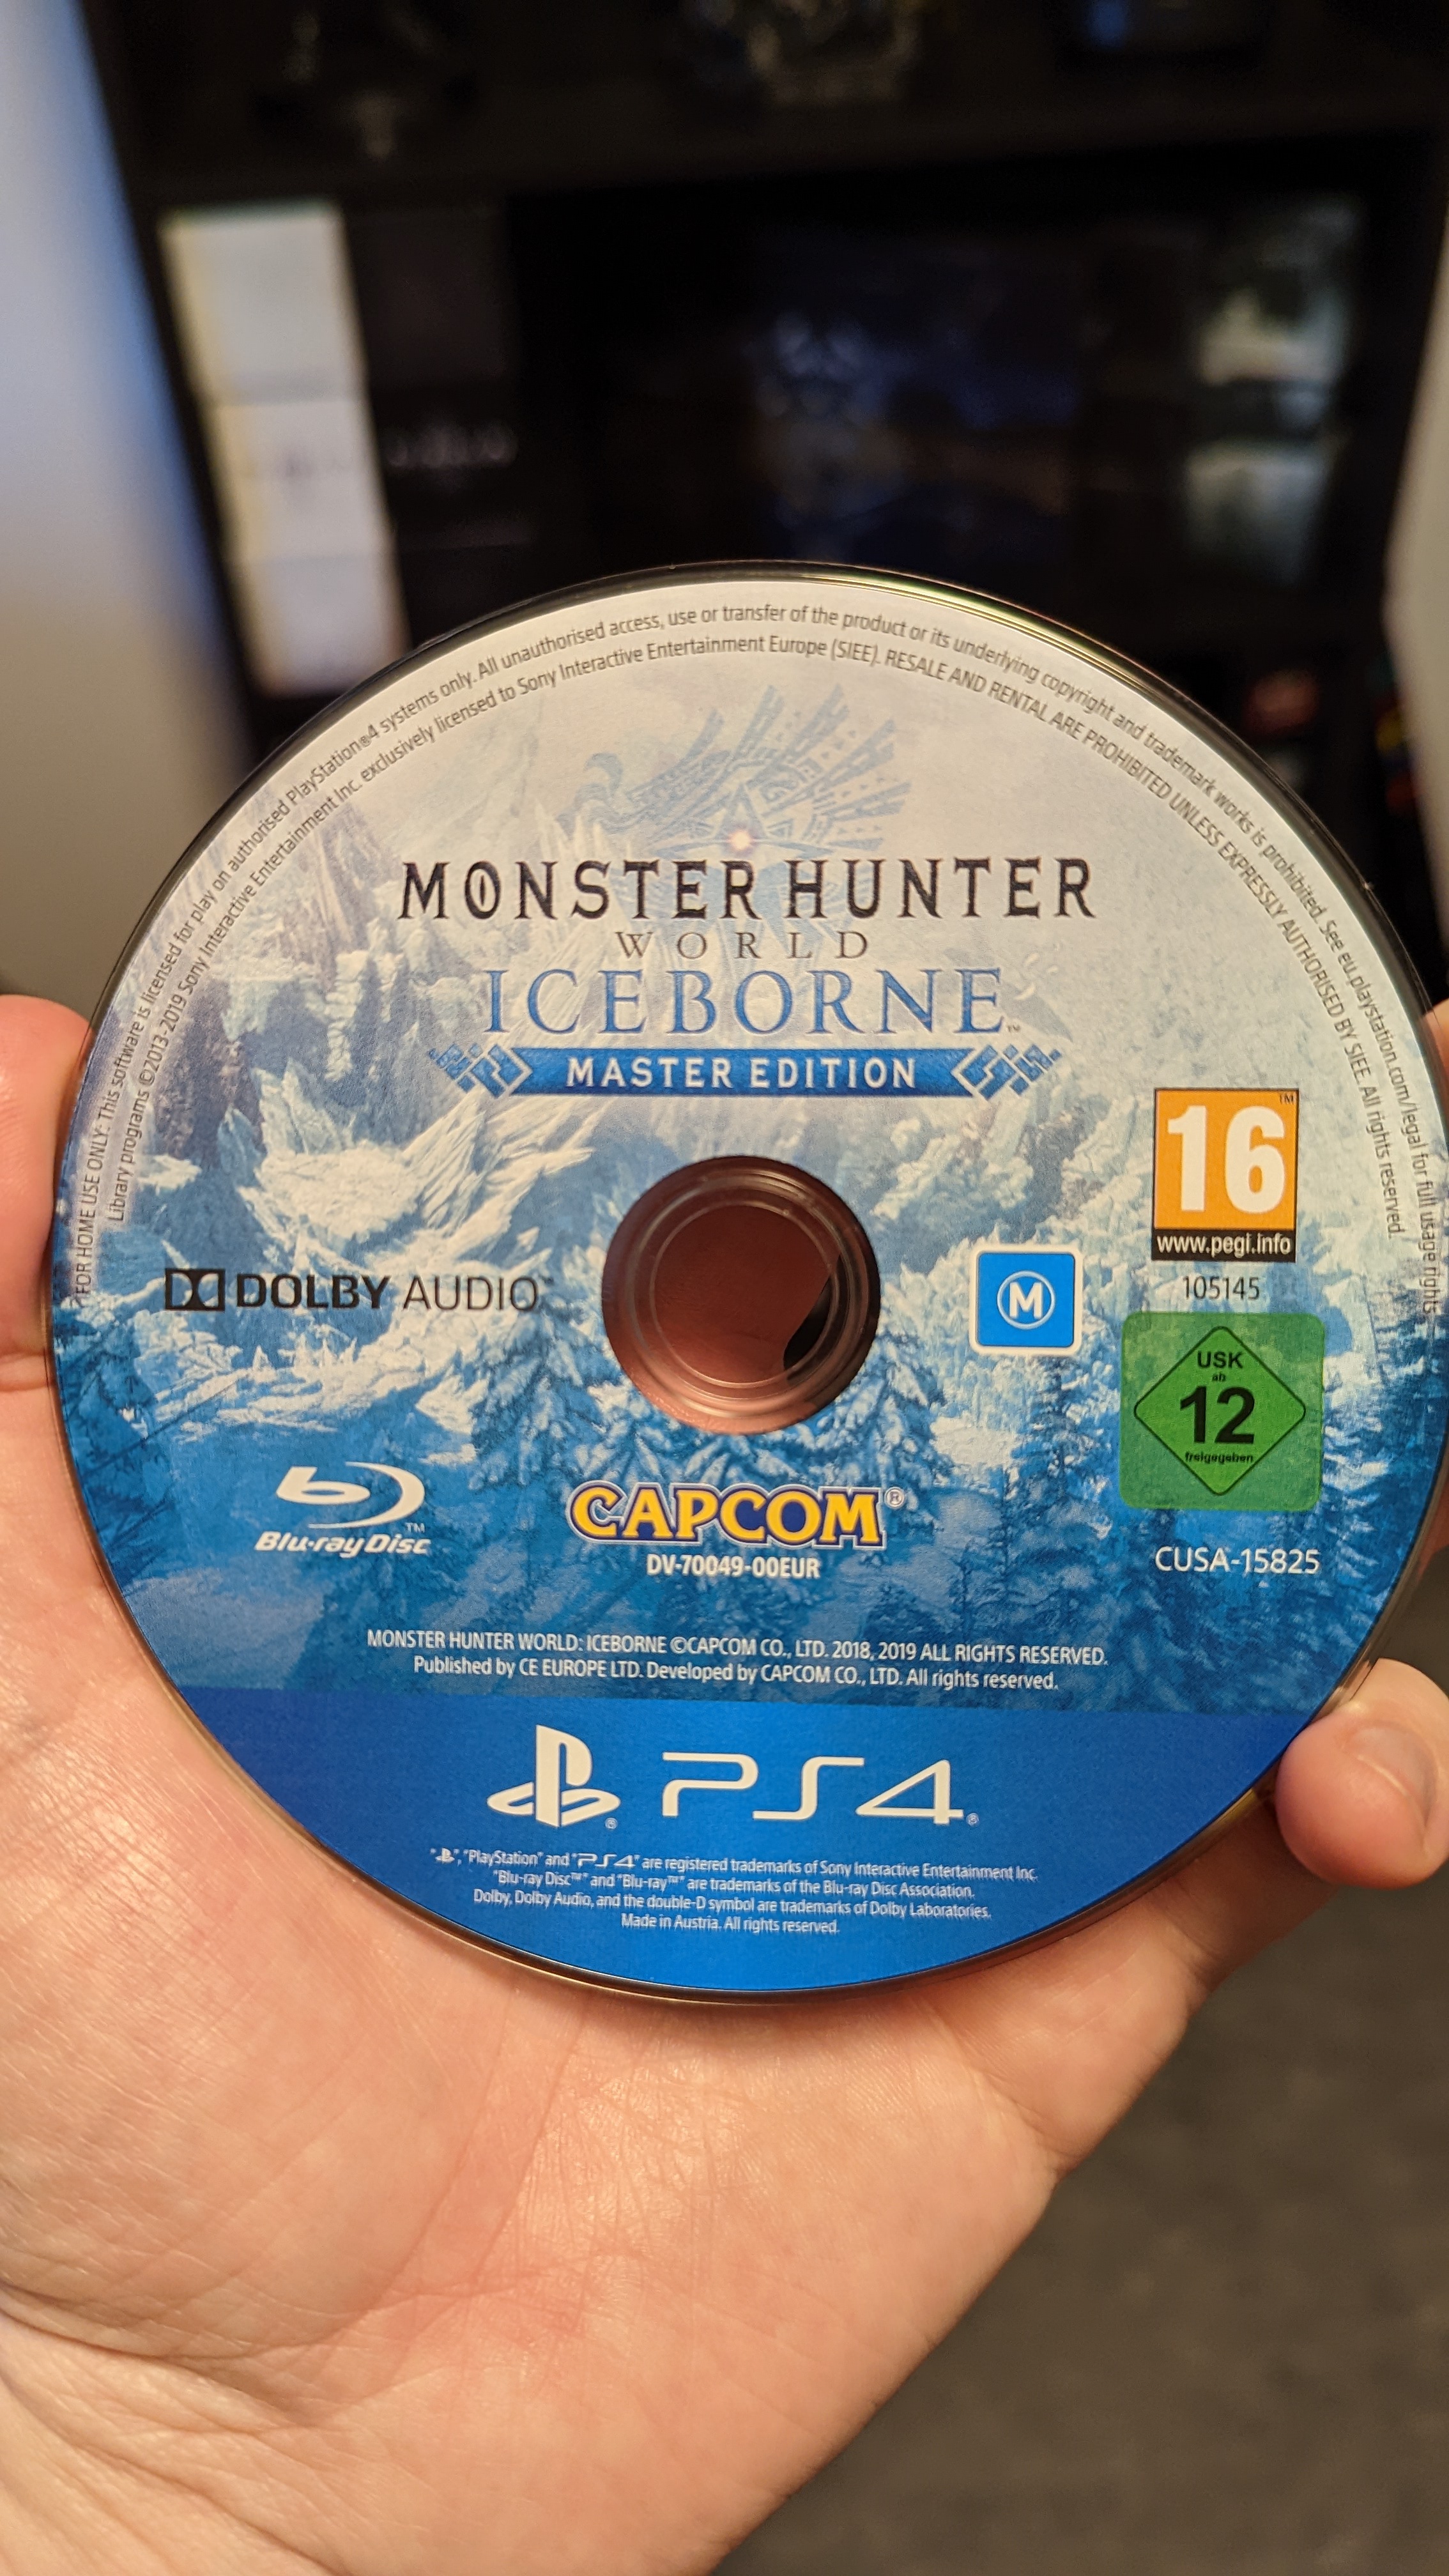 FOR HOME USE ONLY: This software is licensed for play on authorised PlayStation®4 systems only. All unauthorised access, use or transfer of the product or its underlying copyright and trademark works is prohibited. See eu.playstation.com/legal for full usage rights
Library programs ©2013-2019 Sony Interactive Entertainment Inc. exclusively licensed to Sony Interactive Entertainment Europe (SIEE). RESALE AND RENTAL ARE PROHIBITED UNLESS EXPRESSLY AUTHORISED BY SIEE. All rights reserved.
MONSTER HUNTER
WORLD
ICEBORNE™
MASTER EDITION
16™
www.pegi.info
105145
DOLBY AUDIO™
M
USK
ab
12
freigegeben
Blu-ray Disc™
CAPCOM®
DV-70049-00EUR
CUSA-15825
MONSTER HUNTER WORLD: ICEBORNE ©CAPCOM CO., LTD. 2018, 2019 ALL RIGHTS RESERVED.
Published by CE EUROPE LTD. Developed by CAPCOM CO., LTD. All rights reserved.
PS4®
" ", "PlayStation" and "PS4" are registered trademarks of Sony Interactive Entertainment Inc.
"Blu-ray Disc™" and "Blu-ray™" are trademarks of the Blu-ray Disc Association.
Dolby, Dolby Audio, and the double-D symbol are trademarks of Dolby Laboratories.
Made in Austria. All rights reserved.